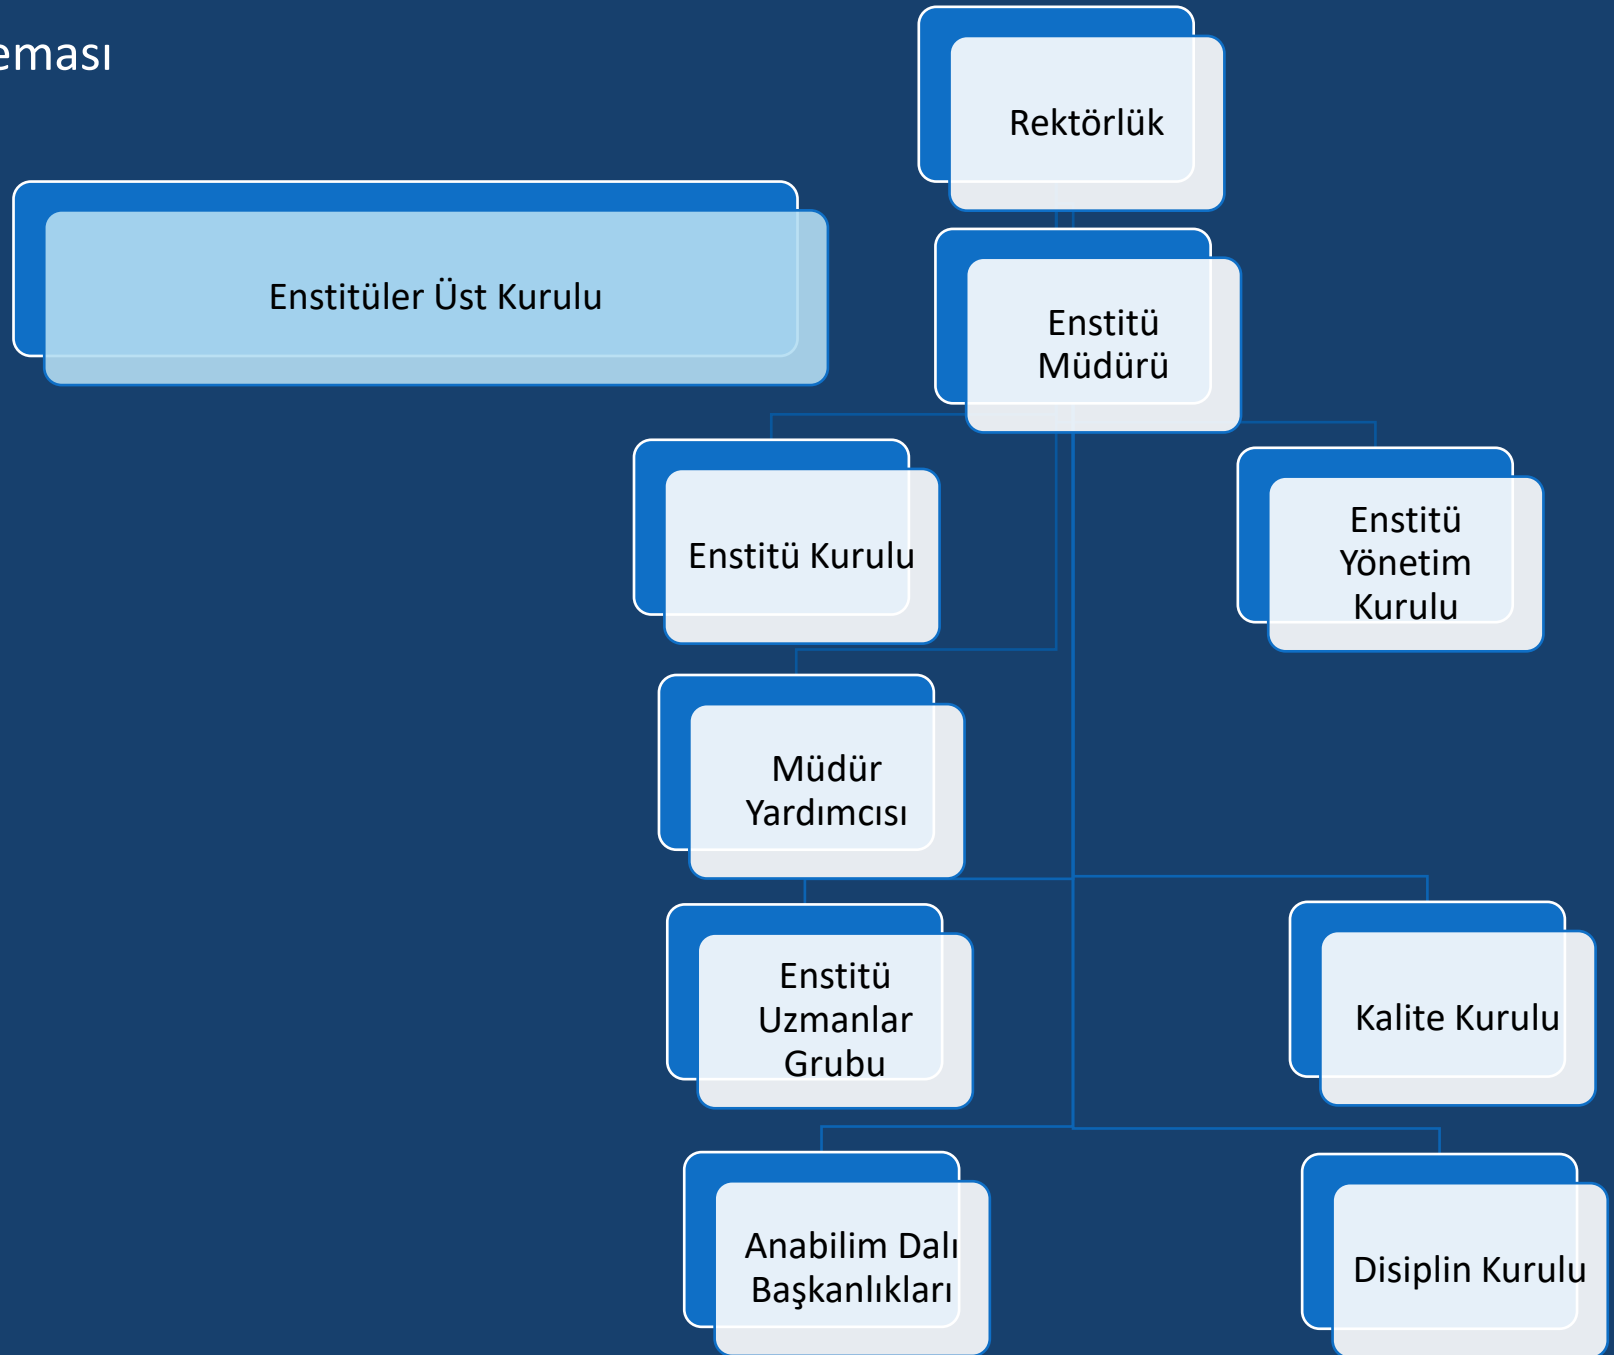 eması
Rektörlük
Enstitüler Üst Kurulu
Enstitü
Müdürü
Enstitü Kurulu
Enstitü
Yönetim
Kurulu
Müdür
Yardımcısı
Enstitü
Uzmanlar
Grubu
Kalite Kurulu
Anabilim Dalı
Başkanlıkları
Disiplin Kurulu